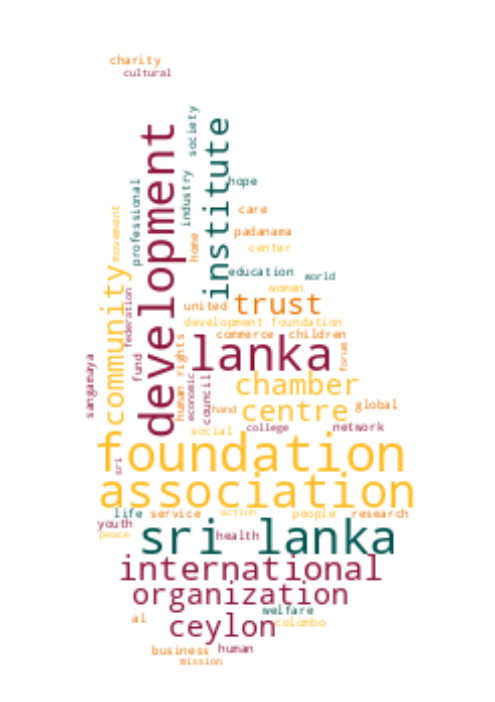 charity
cultural
society
institute
development
industry
professional
hope
movement
care
home
padanama
center
education
world
women
community
federation
united
trust
development foundation
commerce children
human rights
lanka
forum
fund
sangamaya
economic
council
chamber
hand
centre
global
social
college
network
foundation
sri
association
life
service
action
people
research
youth
peace
sri lanka
health
international
organization
welfare
al
ceylon
colombo
business
human
mission